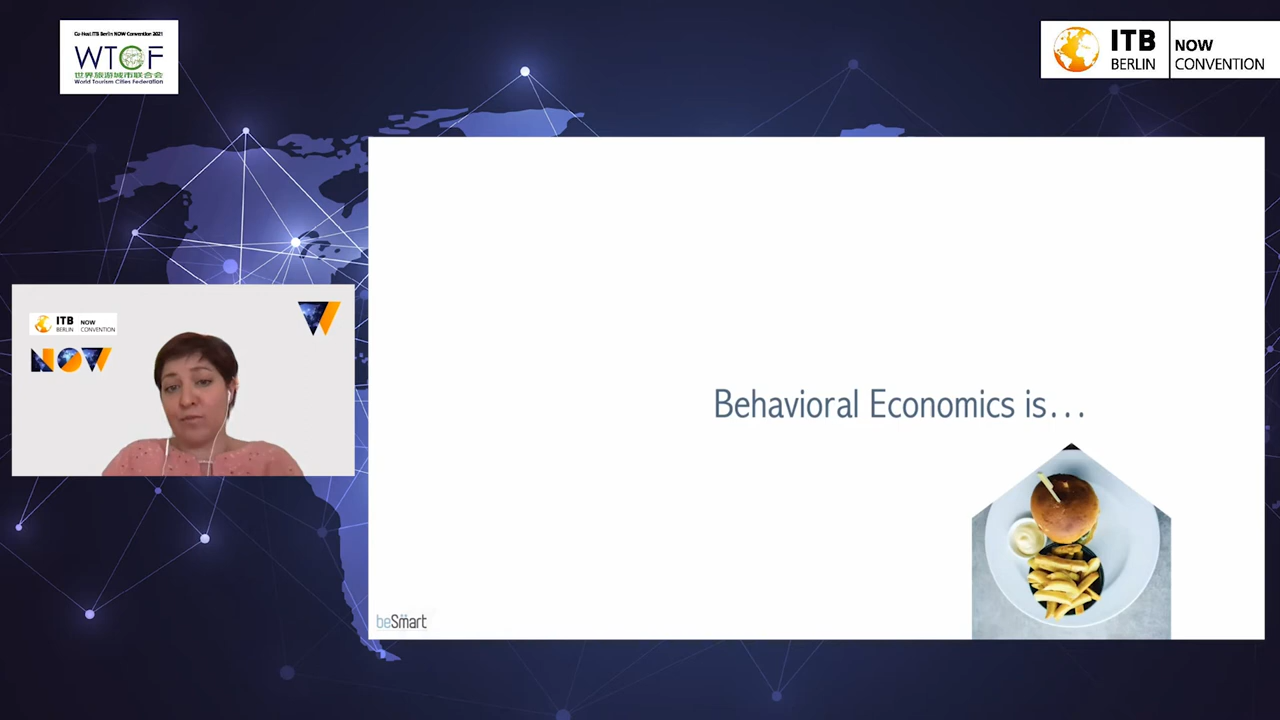 Co-Host ITB Berlin NOW Convention 2021
WTCF
世界旅游城市联合会
World Tourism Cities Federation
ITB
BERLIN
NOW
CONVENTION
ITB
BERLIN
NOW
CONVENTION
NOW
Behavioral Economics is...
beSmart